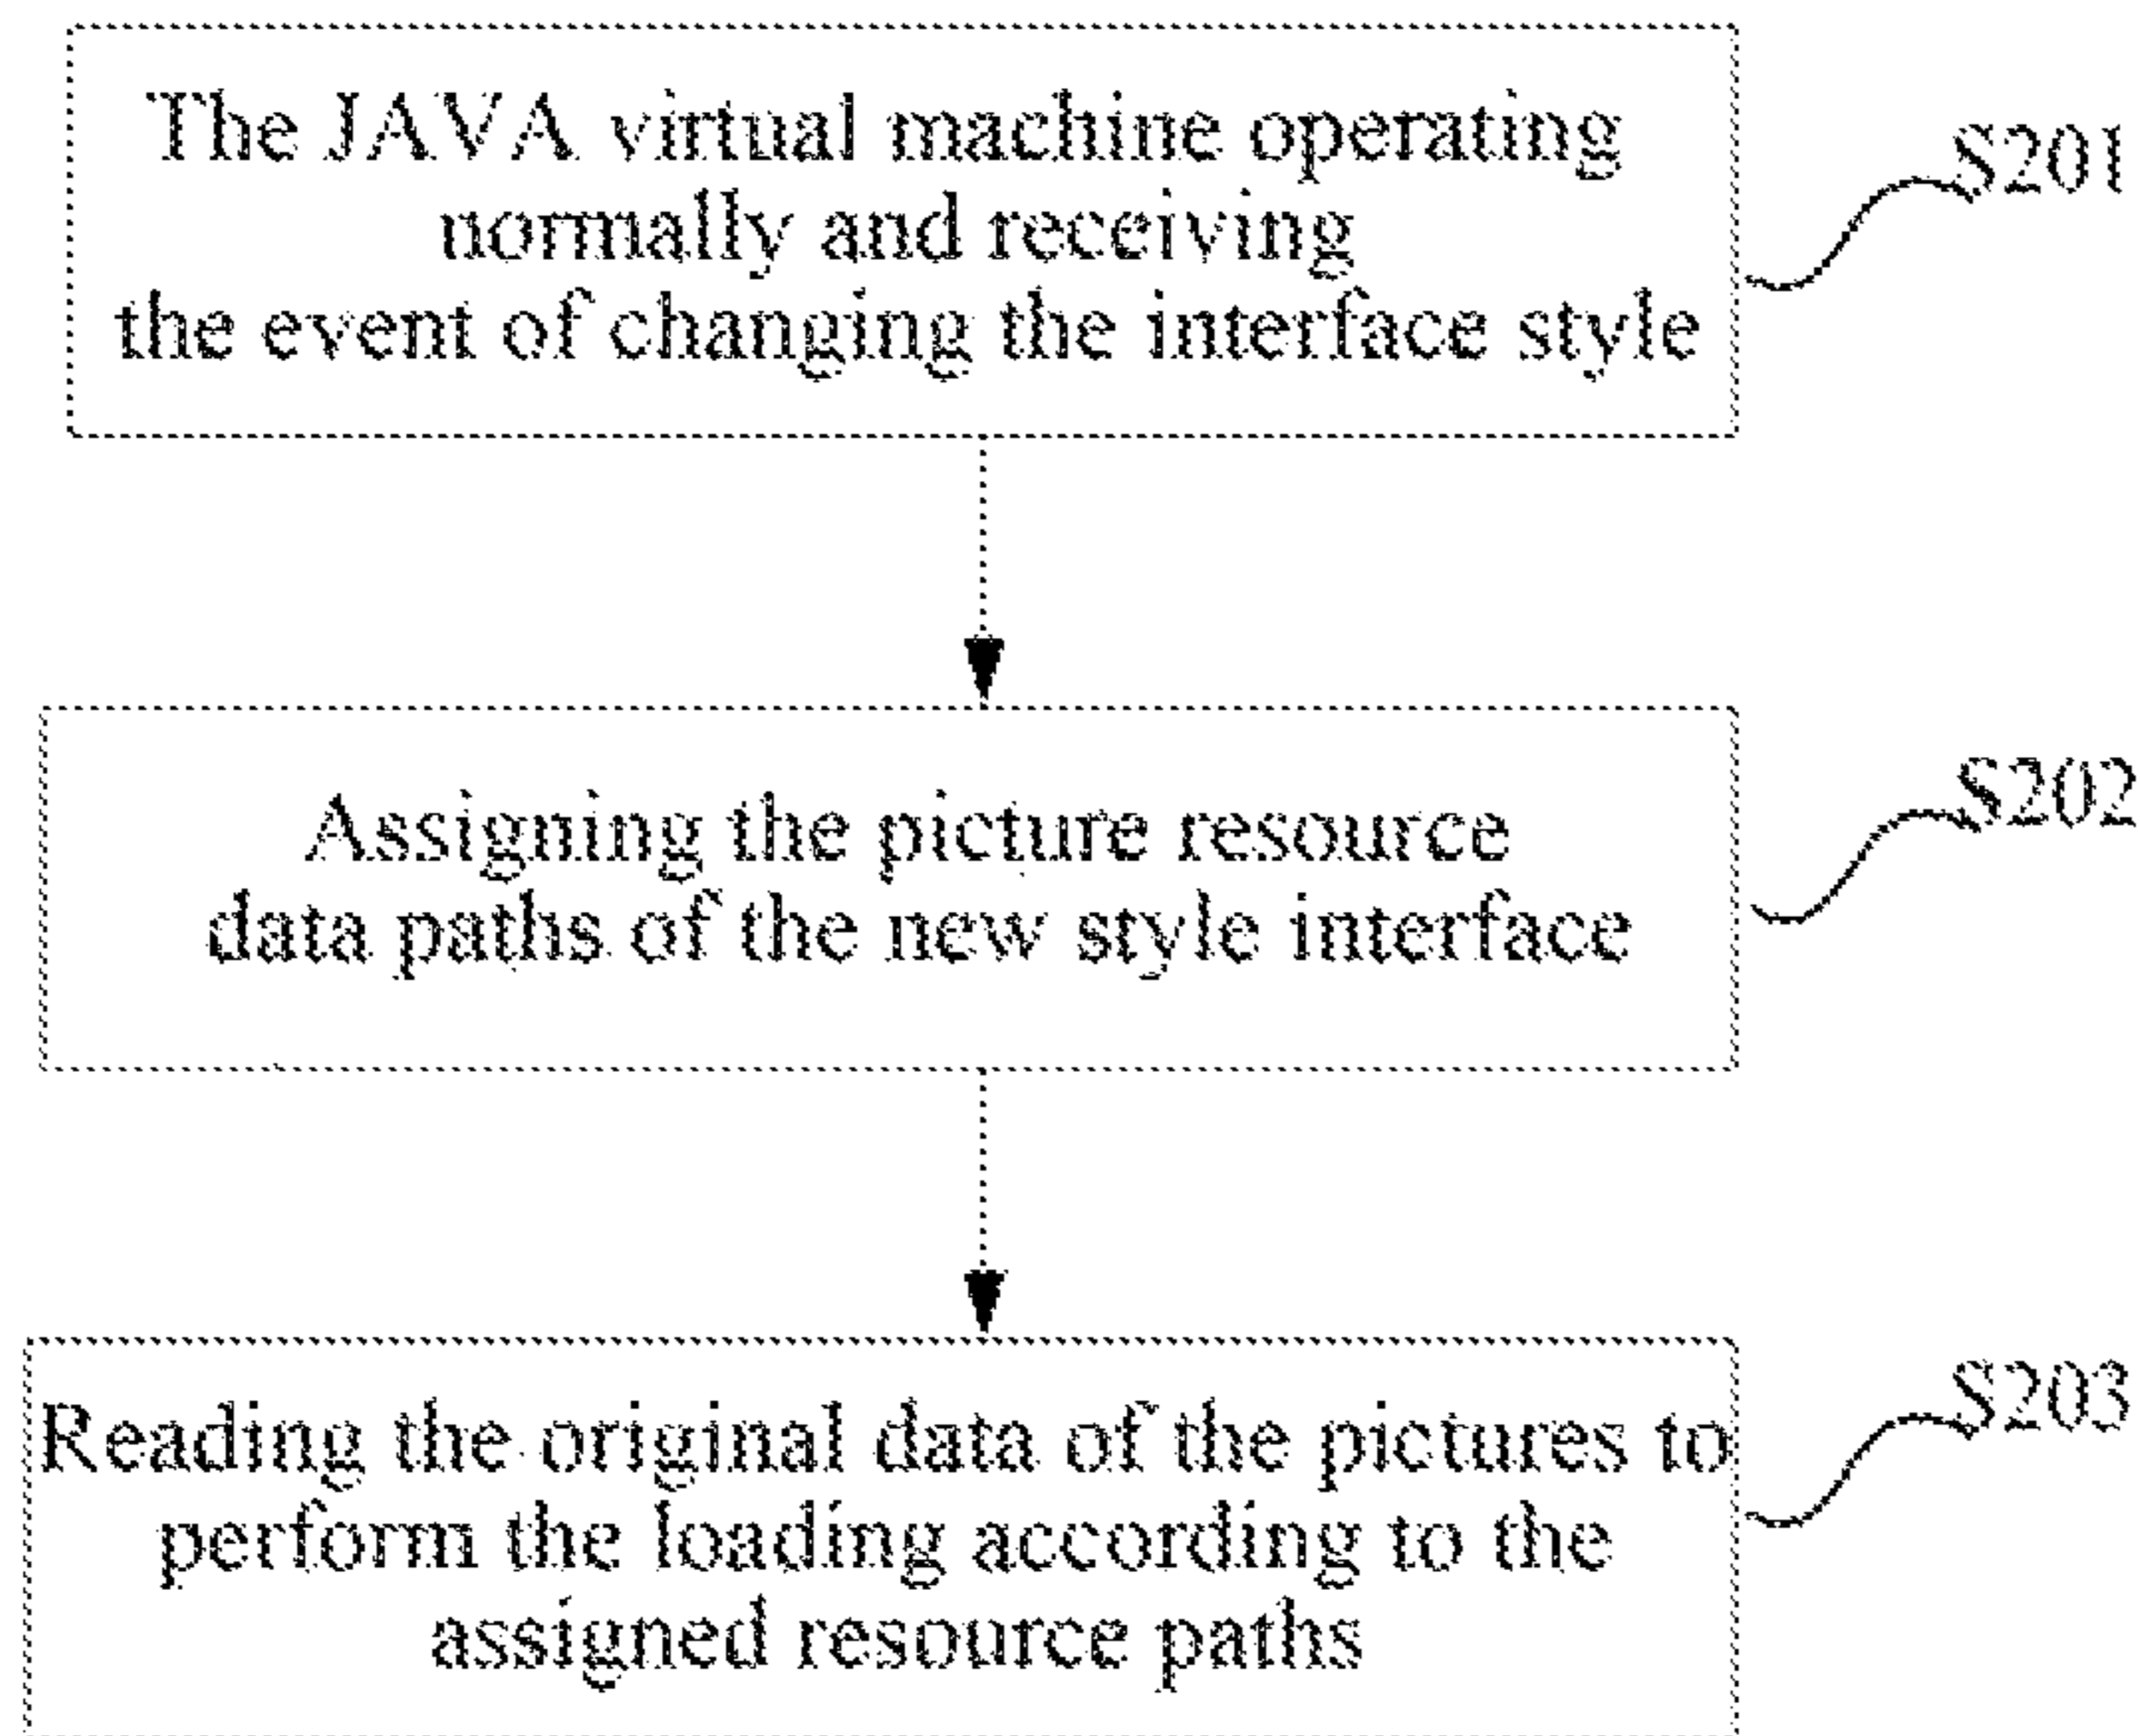 The JAVA virtual machine operating
normally and receiving
the event of changing the interface style
S201
Assigning the picture resource
data paths of the new style interface
S202
Reading the original data of the pictures to
perform the loading according to the
assigned resource paths
S203